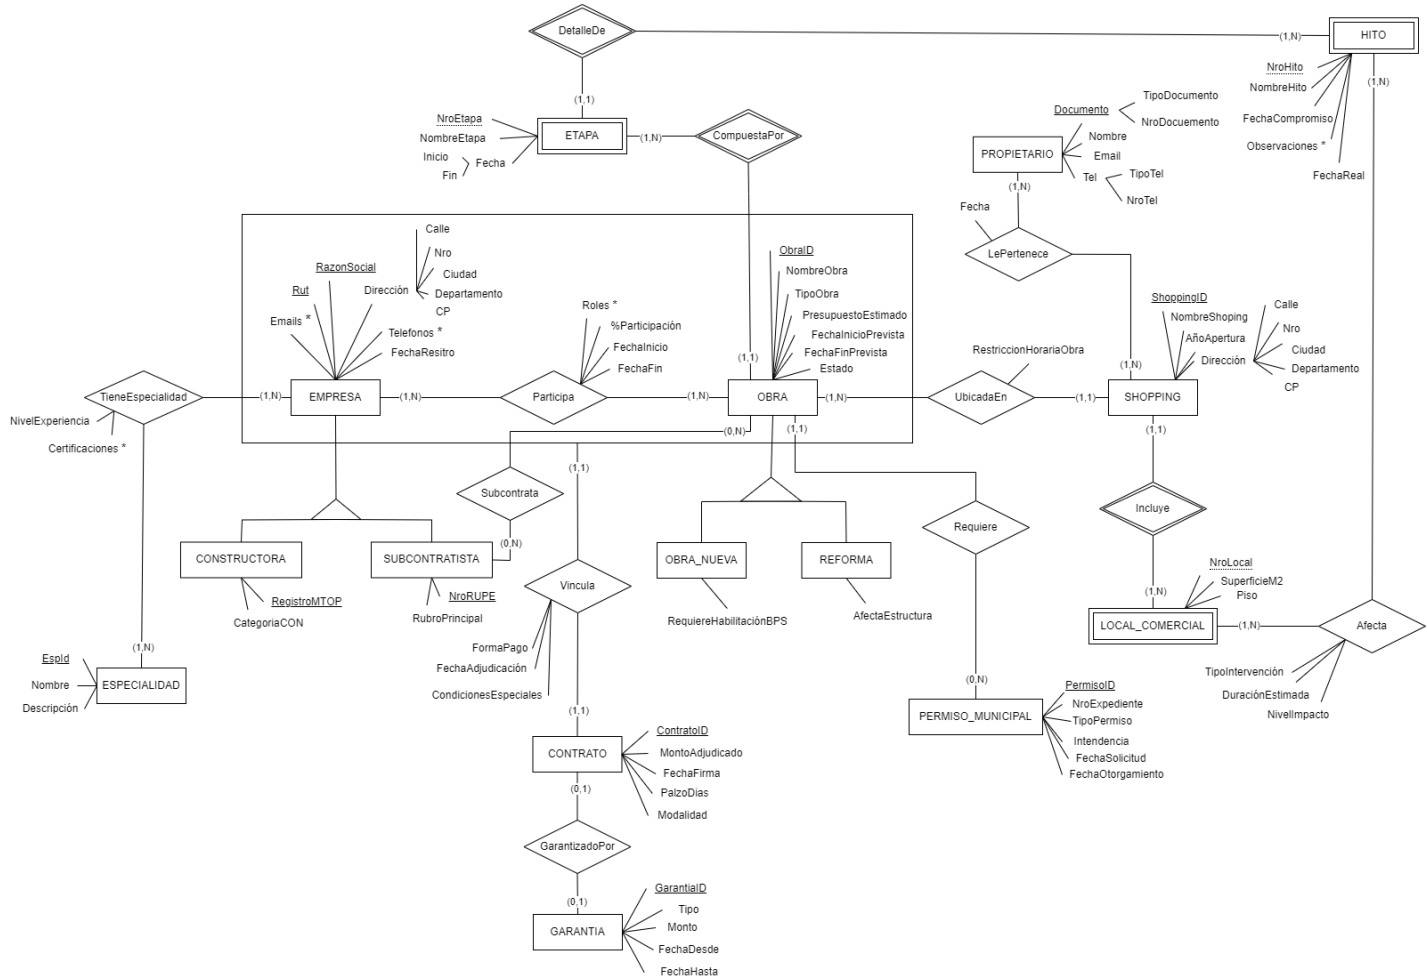 DetalleDe
(1,N)
HITO
NroHito
NombreHito
FechaCompromiso
Observaciones *
FechaReal
(1,N)
(1,1)
NroEtapa
NombreEtapa
Inicio
Fin
Fecha
ETAPA
(1,N)
CompuestaPor
Documento
TipoDocumento
NroDocuemento
Nombre
Email
Tel
TipoTel
NroTel
PROPIETARIO
(1,N)
Fecha
LePertenece
RazonSocial
Rut
Emails *
Dirección
Calle
Nro
Ciudad
Departamento
CP
Telefonos *
FechaResitro
Roles *
%Participación
FechaInicio
FechaFin
ObraID
NombreObra
TipoObra
PresupuestoEstimado
FechaInicioPrevista
FechaFinPrevista
Estado
(1,1)
RestriccionHorariaObra
ShoppingID
NombreShoping
AñoApertura
Dirección
Calle
Nro
Ciudad
Departamento
CP
(1,N)
TieneEspecialidad
NivelExperiencia
Certificaciones *
(1,N)
EMPRESA
(1,N)
Participa
(1,N)
OBRA
(1,N)
UbicadaEn
(1,1)
SHOPPING
(0,N)
(1,1)
(1,1)
(1,1)
Subcontrata
(0,N)
Incluye
Requiere
CONSTRUCTORA
SUBCONTRATISTA
OBRA_NUEVA
REFORMA
RegistroMTOP
CategoriaCON
NroRUPE
RubroPrincipal
Vincula
FormaPago
FechaAdjudicación
CondicionesEspeciales
RequiereHabilitaciónBPS
AfectaEstructura
(1,N)
NroLocal
SuperficieM2
Piso
LOCAL_COMERCIAL
(1,N)
Afecta
TipoIntervención
DuraciónEstimada
NivelImpacto
(1,N)
EspId
Nombre
Descripción
ESPECIALIDAD
(0,N)
PERMISO_MUNICIPAL
PermisoID
NroExpediente
TipoPermiso
Intendencia
FechaSolicitud
FechaOtorgamiento
(1,1)
CONTRATO
ContratoID
MontoAdjudicado
FechaFirma
PalzoDias
Modalidad
(0,1)
GarantizadoPor
(0,1)
GARANTIA
GarantiaID
Tipo
Monto
FechaDesde
FechaHasta